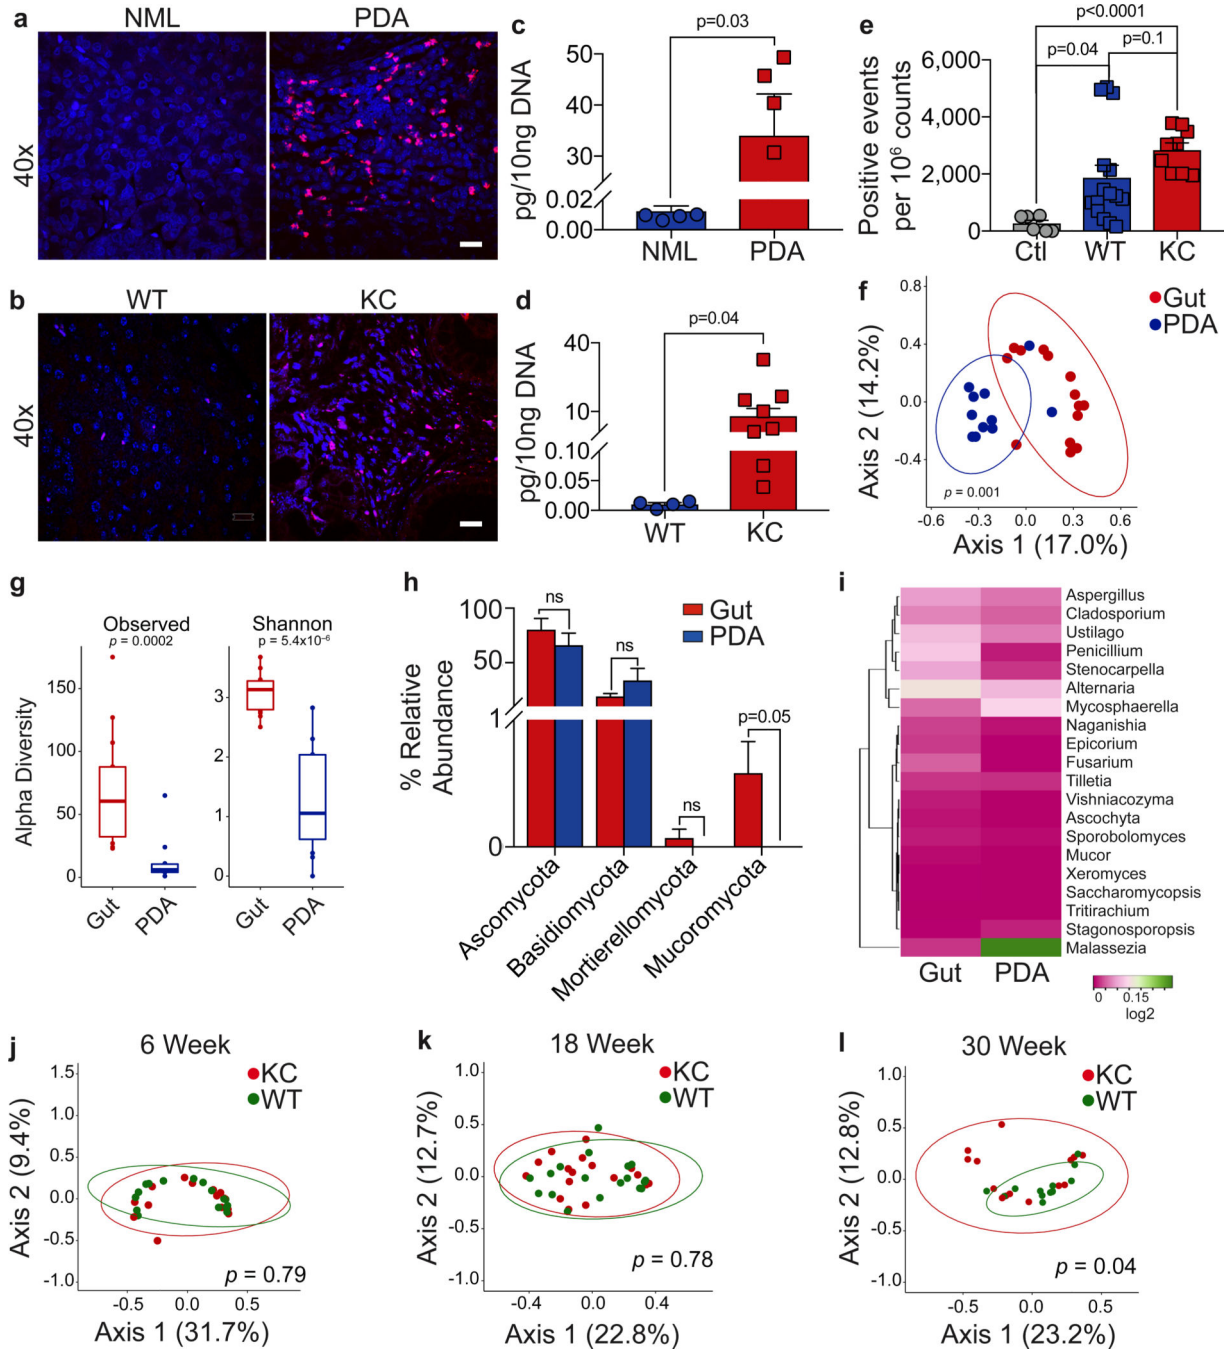 a
NML
PDA
40x
b
WT
KC
40x
c
p=0.03
pg/10ng DNA
50
40
30
0.02
0.00
NML
PDA
d
p=0.04
pg/10ng DNA
40
10
0.10
0.05
0.00
WT
KC
e
p<0.0001
p=0.04
p=0.1
Positive events
per 10⁶ counts
6,000
4,000
2,000
0
Ctl
WT
KC
f
Gut
PDA
Axis 2 (14.2%)
0.8
0.4
0.0
-0.4
p = 0.001
-0.6
-0.3
0.0
0.3
0.6
Axis 1 (17.0%)
g
Observed
p = 0.0002
Shannon
p = 5.4x10⁻⁶
Alpha Diversity
150
100
50
0
Gut
PDA
3
2
1
0
Gut
PDA
h
Gut
PDA
% Relative
Abundance
100
50
1
0
ns
ns
ns
p=0.05
Ascomycota
Basidiomycota
Mortierellomycota
Mucoromycota
i
Aspergillus
Cladosporium
Ustilago
Penicillium
Stenocarpella
Alternaria
Mycosphaerella
Naganishia
Epicorium
Fusarium
Tilletia
Vishniacozyma
Ascochyta
Sporobolomyces
Mucor
Xeromyces
Saccharomycopsis
Tritirachium
Stagonosporopsis
Malassezia
Gut
PDA
0
0.15
log2
j
6 Week
KC
WT
Axis 2 (9.4%)
1.5
1.0
0.5
0.0
-0.5
-1.0
p = 0.79
-0.5
0.0
0.5
Axis 1 (31.7%)
k
18 Week
KC
WT
Axis 2 (12.7%)
1.0
0.5
0.0
-0.5
-1.0
p = 0.78
-0.4
0.0
0.4
Axis 1 (22.8%)
l
30 Week
KC
WT
Axis 2 (12.8%)
1.0
0.5
0.0
-0.5
-1.0
p = 0.04
-0.5
0.0
0.5
Axis 1 (23.2%)